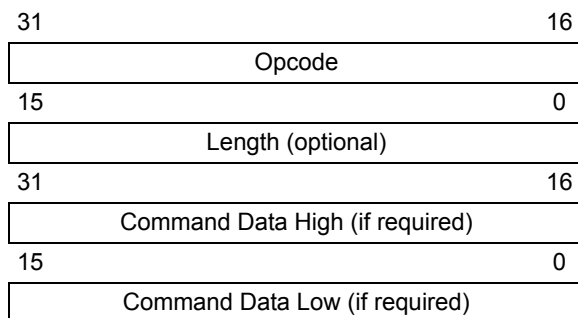 31 16
Opcode
15 0
Length (optional)
31 16
Command Data High (if required)
15 0
Command Data Low (if required)